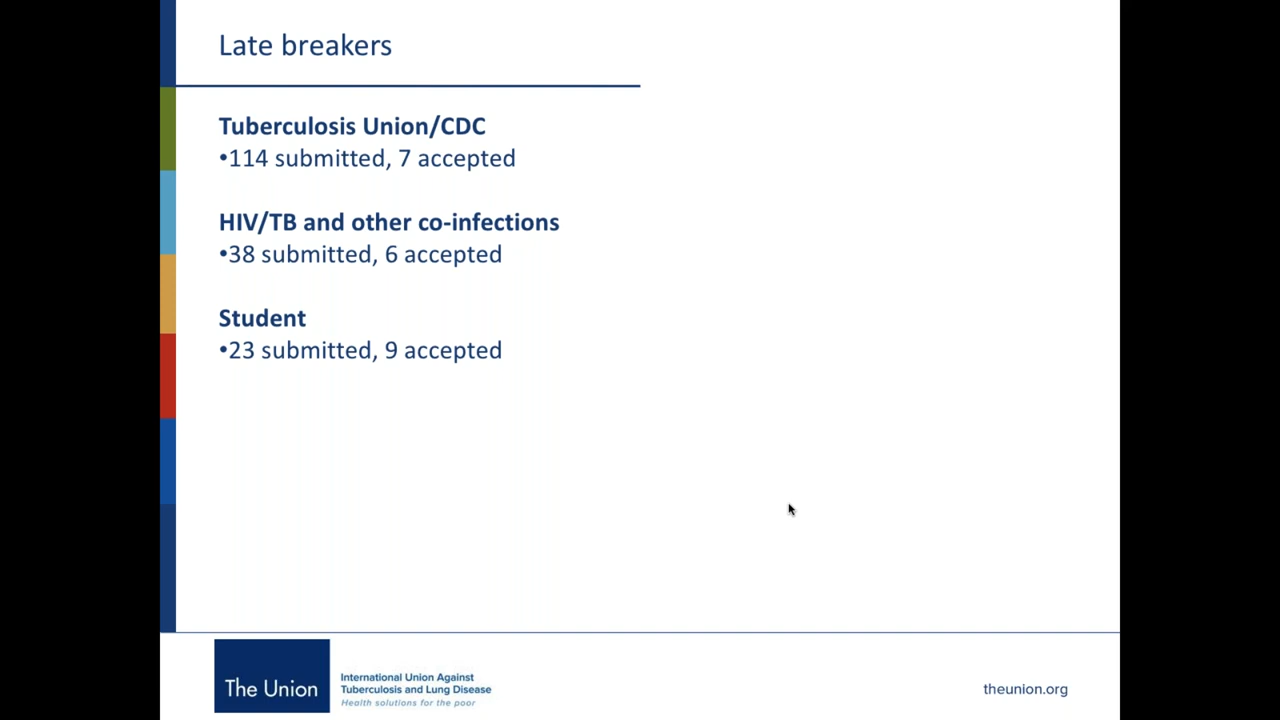 Late breakers
Tuberculosis Union/CDC
•114 submitted, 7 accepted
HIV/TB and other co-infections
•38 submitted, 6 accepted
Student
•23 submitted, 9 accepted
The Union
International Union Against
Tuberculosis and Lung Disease
Health solutions for the poor
theunion.org